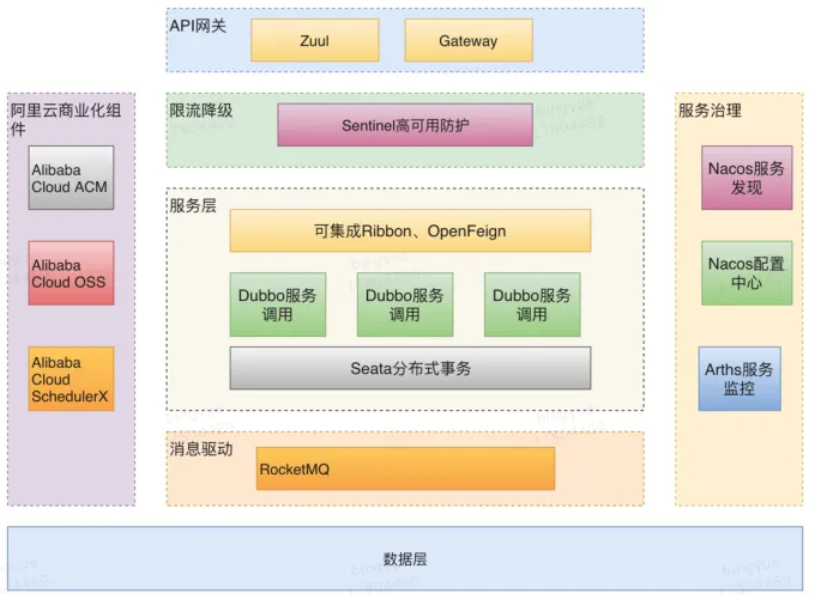 API网关
Zuul
Gateway
阿里云商业化组
件
Alibaba
Cloud ACM
Alibaba
Cloud OSS
Alibaba
Cloud
SchedulerX
限流降级
Sentinel高可用防护
服务层
可集成Ribbon、OpenFeign
Dubbo服务
调用
Dubbo服务
调用
Dubbo服务
调用
Seata分布式事务
消息驱动
RocketMQ
服务治理
Nacos服务
发现
Nacos配置
中心
Arths服务
监控
数据层